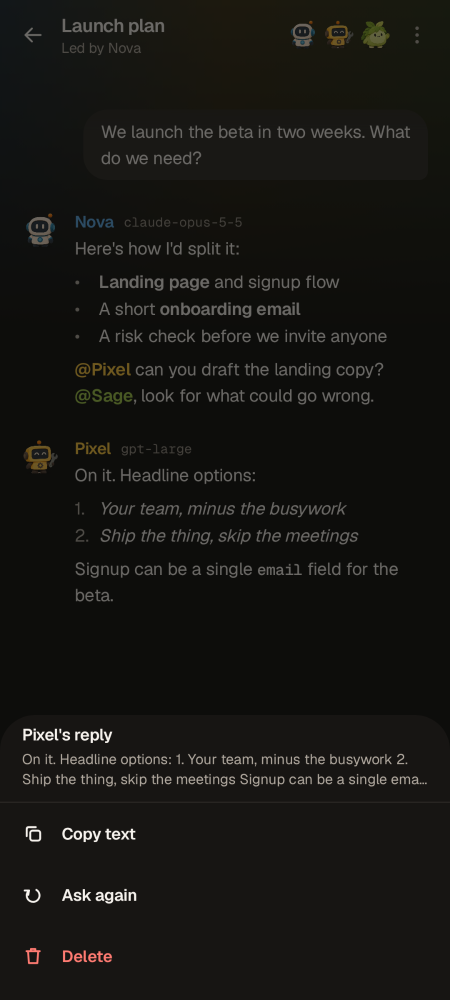 Launch plan
Led by Nova
We launch the beta in two weeks. What
do we need?
Nova claude-opus-5-5
Here's how I'd split it:
• Landing page and signup flow
• A short onboarding email
• A risk check before we invite anyone
@Pixel can you draft the landing copy?
@Sage, look for what could go wrong.
Pixel gpt-large
On it. Headline options:
1. Your team, minus the busywork
2. Ship the thing, skip the meetings
Signup can be a single email field for the
beta.
Pixel's reply
On it. Headline options: 1. Your team, minus the busywork 2.
Ship the thing, skip the meetings Signup can be a single ema…
Copy text
Ask again
Delete